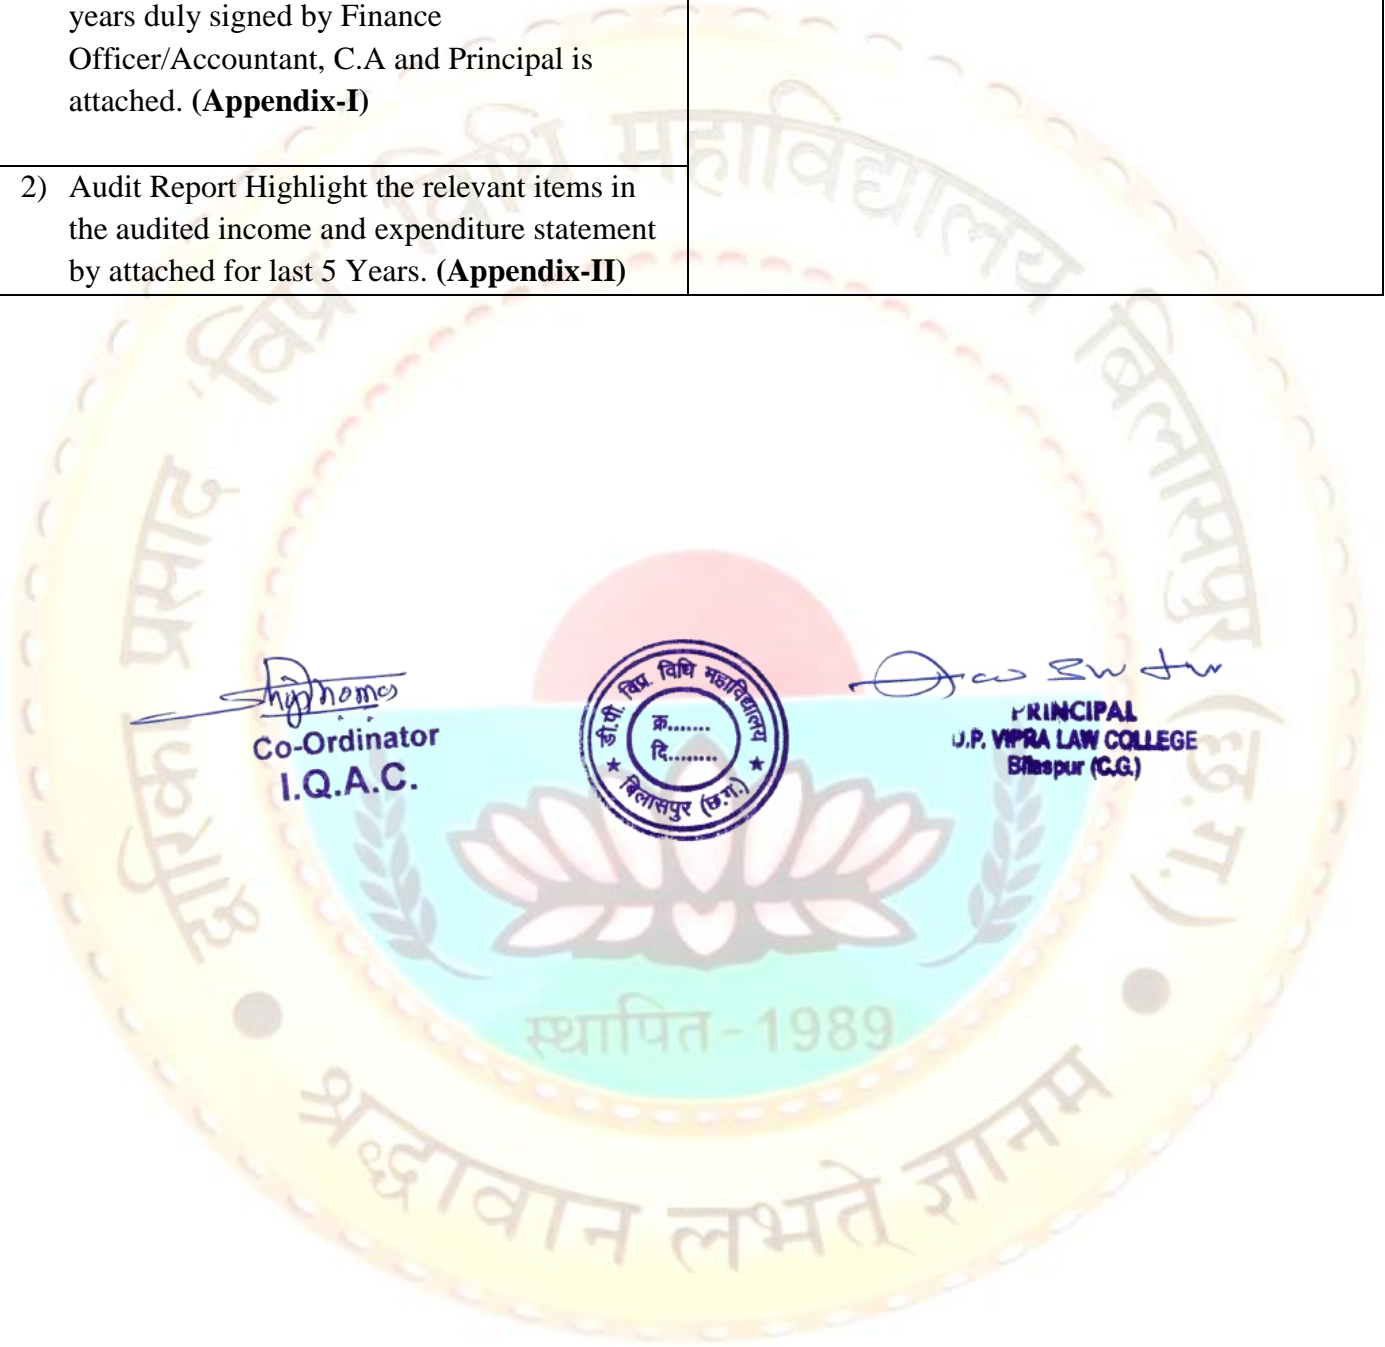 years duly signed by Finance
Officer/Accountant, C.A and Principal is
attached. (Appendix-I)
2) Audit Report Highlight the relevant items in
the audited income and expenditure statement
by attached for last 5 Years. (Appendix-II)
द्वारिका प्रसाद विप्र विधि महाविद्यालय बिलासपुर (छ.ग.)
Co-Ordinator
I.Q.A.C.
डी.पी. विप्र. विधि महाविद्यालय
क्र.......
दि.........
★ बिलासपुर (छ.ग.) ★
PRINCIPAL
D.P. VIPRA LAW COLLEGE
Bilaspur (C.G.)
स्थापित - 1989
श्रद्धावान लभते ज्ञानम